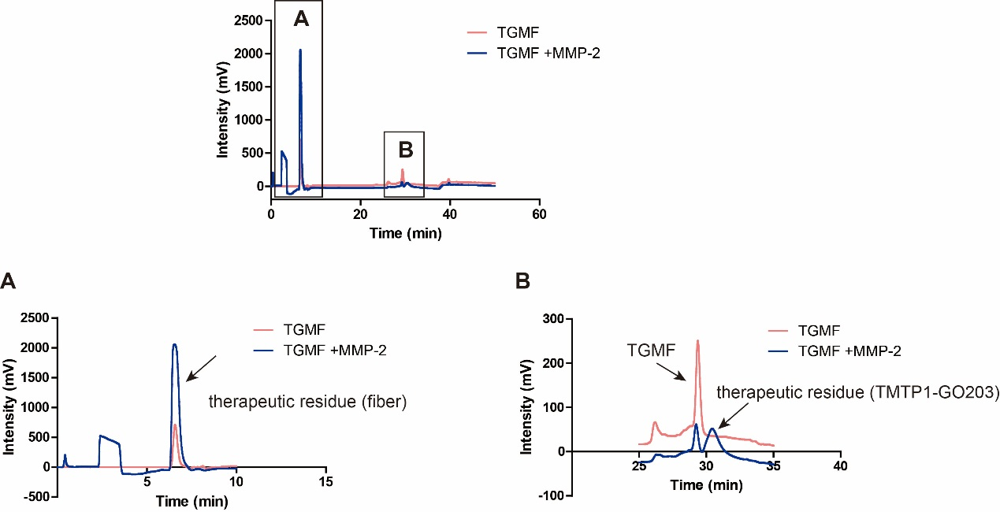 A
B
TGMF
TGMF +MMP-2
2500
2000
1500
1000
500
0
Intensity (mV)
0 20 40 60
Time (min)
A
2500
2000
1500
1000
500
0
-500
Intensity (mV)
TGMF
TGMF +MMP-2
therapeutic residue (fiber)
5 10 15
Time (min)
B
300
200
100
0
-100
Intensity (mV)
TGMF
TGMF +MMP-2
TGMF
therapeutic residue (TMTP1-GO203)
25 30 35 40
Time (min)